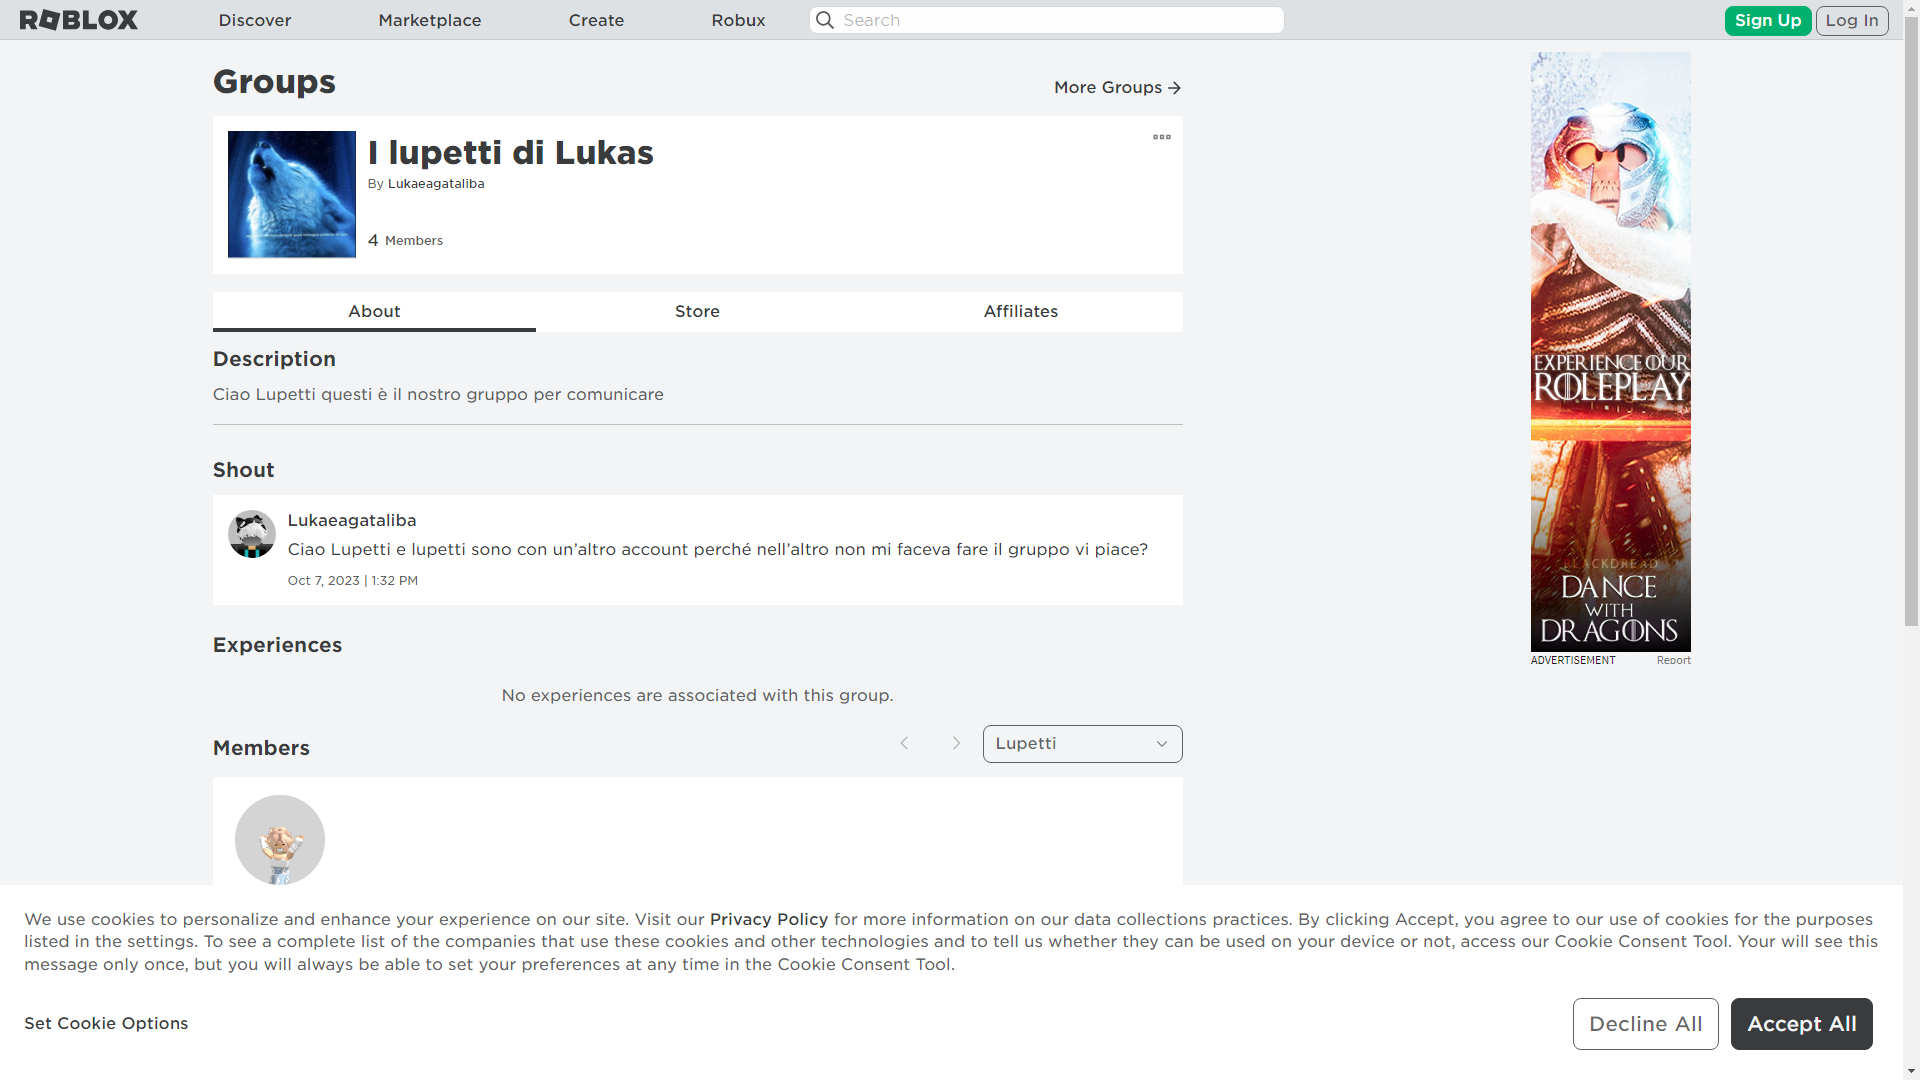 ROBLOX
Discover
Marketplace
Create
Robux
Search
Sign Up
Log In
Groups
More Groups
I lupetti di Lukas
By Lukaeagataliba
4 Members
About
Store
Affiliates
Description
Ciao Lupetti questi è il nostro gruppo per comunicare
Shout
Lukaeagataliba
Ciao Lupetti e lupetti sono con un’altro account perché nell’altro non mi faceva fare il gruppo vi piace?
Oct 7, 2023 | 1:32 PM
Experiences
No experiences are associated with this group.
Members
Lupetti
EXPERIENCE OUR
ROLEPLAY
BLACKDREAD
DANCE
WITH
DRAGONS
ADVERTISEMENT
Report
We use cookies to personalize and enhance your experience on our site. Visit our Privacy Policy for more information on our data collections practices. By clicking Accept, you agree to our use of cookies for the purposes
listed in the settings. To see a complete list of the companies that use these cookies and other technologies and to tell us whether they can be used on your device or not, access our Cookie Consent Tool. Your will see this
message only once, but you will always be able to set your preferences at any time in the Cookie Consent Tool.
Set Cookie Options
Decline All
Accept All